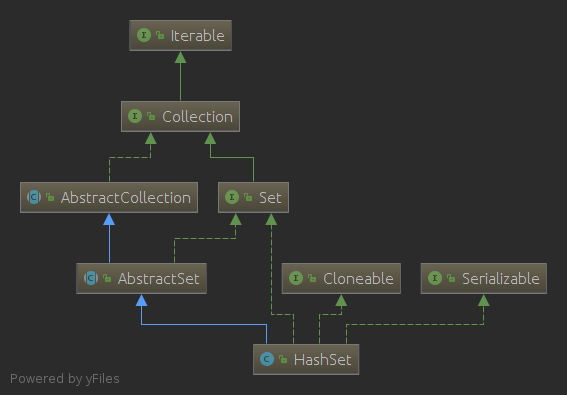 I Iterable
I Collection
C AbstractCollection
I Set
C AbstractSet
I Cloneable
I Serializable
C HashSet
Powered by yFiles